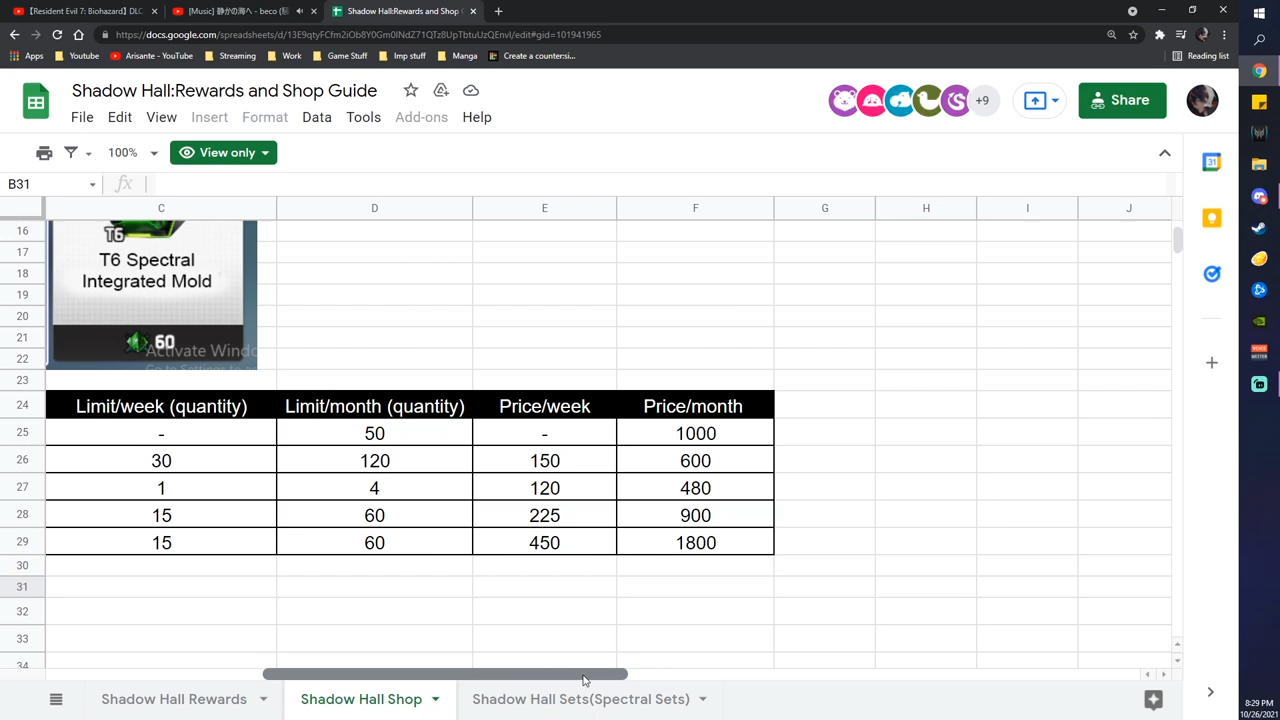 【Resident Evil 7: Biohazard】DLC
[Music] 静かの海へ - beco (
Shadow Hall:Rewards and Shop G
https://docs.google.com/spreadsheets/d/13E9qtyFCfm2iOb8Y0Gm0INdZ71QTz8UpTbtuUzQEnvI/edit#gid=101941965
Apps
Youtube
Arisante - YouTube
Streaming
Work
Game Stuff
Imp stuff
Manga
Create a countersi...
Reading list
Shadow Hall:Rewards and Shop Guide
+9
Share
File Edit View Insert Format Data Tools Add-ons Help
100%
View only
B31
fx
31
C D E F G H I J
16
T6
17
T6 Spectral
18
Integrated Mold
19
20
21
60
22
Activate Windo
23
24 Limit/week (quantity) Limit/month (quantity) Price/week Price/month
25 - 50 - 1000
26 30 120 150 600
27 1 4 120 480
28 15 60 225 900
29 15 60 450 1800
30
31
32
33
34
Shadow Hall Rewards
Shadow Hall Shop
Shadow Hall Sets(Spectral Sets)
8:29 PM
10/26/2021